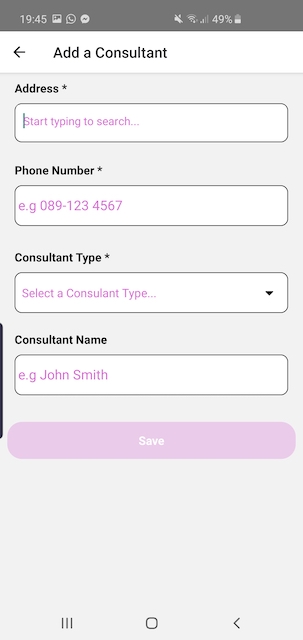 19:45
49%
Add a Consultant
Address *
Start typing to search...
Phone Number *
e.g 089-123 4567
Consultant Type *
Select a Consulant Type...
Consultant Name
e.g John Smith
Save